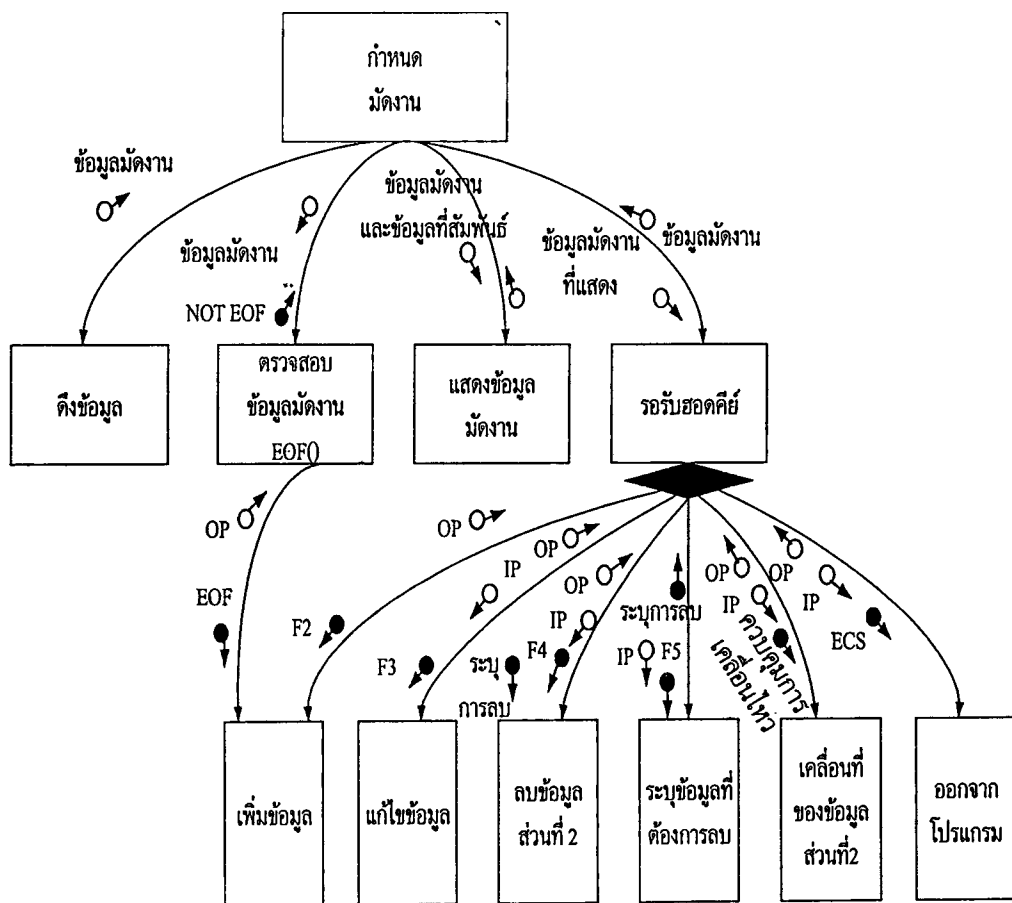 กำหนด
มัดงาน
ข้อมูลมัดงาน
ข้อมูลมัดงาน
และข้อมูลที่สัมพันธ์
ข้อมูลมัดงาน
ข้อมูลมัดงาน
ที่แสดง
ข้อมูลมัดงาน
NOT EOF
ดึงข้อมูล
ตรวจสอบ
ข้อมูลมัดงาน
EOF()
แสดงข้อมูล
มัดงาน
รอรับฮอตคีย์
OP
OP
OP
OP
OP
OP
IP
IP
IP
IP
IP
EOF
F2
F3
ระบุ
การลบ
F4
ระบุการลบ
F5
ควบคุมการ
เคลื่อนไหว
ECS
เพิ่มข้อมูล
แก้ไขข้อมูล
ลบข้อมูล
ส่วนที่ 2
ระบุข้อมูลที่
ต้องการลบ
เคลื่อนที่
ของข้อมูล
ส่วนที่2
ออกจาก
โปรแกรม